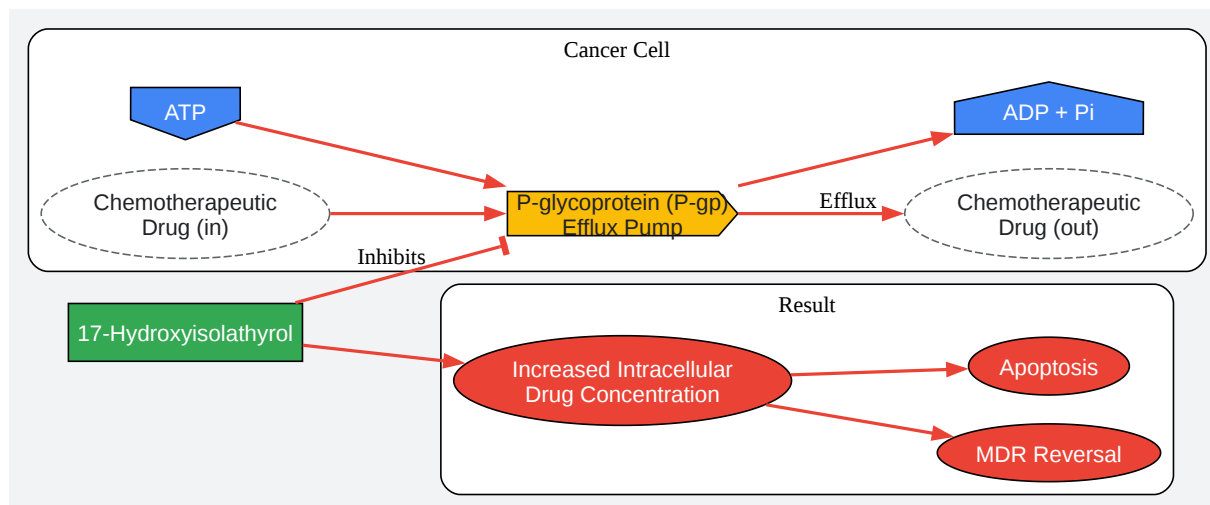 Cancer Cell
ATP
ADP + Pi
Chemotherapeutic
Drug (in)
P-glycoprotein (P-gp)
Efflux Pump
Efflux
Chemotherapeutic
Drug (out)
Inhibits
17-Hydroxyisolathyrol
Result
Increased Intracellular
Drug Concentration
Apoptosis
MDR Reversal